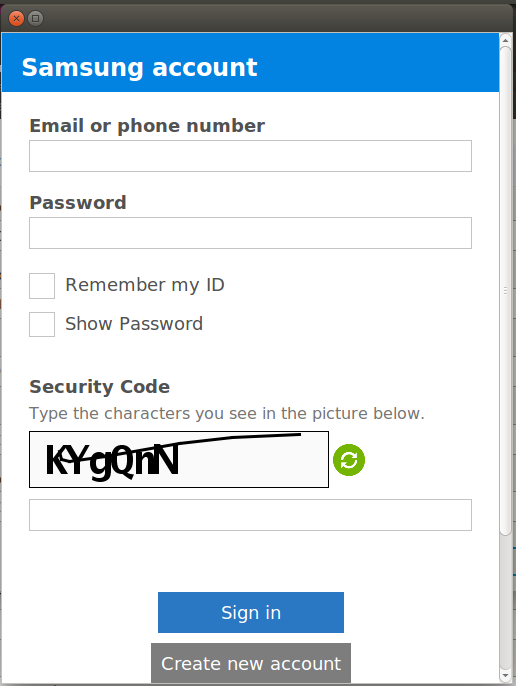 Samsung account
Email or phone number
Password
Remember my ID
Show Password
Security Code
Type the characters you see in the picture below.
KYgQnN
Sign in
Create new account